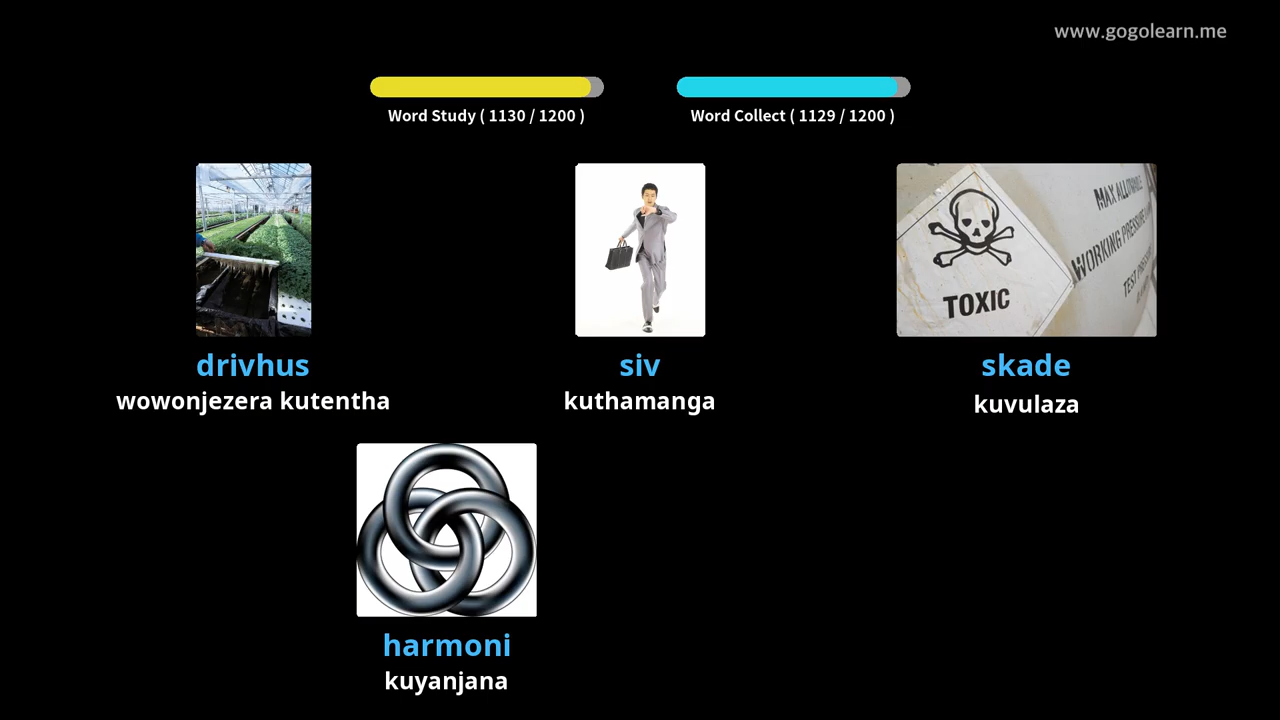 www.gogolearn.me
Word Study ( 1130 / 1200 )
Word Collect ( 1129 / 1200 )
MAX ALLOWABLE
WORKING PRESSURE
TEST
TOXIC
drivhus
siv
skade
wowonjezera kutentha
kuthamanga
kuvulaza
harmoni
kuyanjana